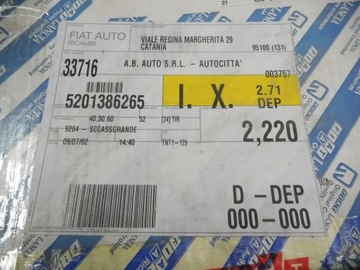 FIAT AUTO
RICAMBI
VIALE REGINA MARGHERITA 29
CATANIA
95100 (131)
33716
A.B. AUTO S.R.L. - AUTOCITTA'
003757
5201386265
I. X.
2.71
DEP
40.30.60
52
[24] TIR
2,220
9204 - SCCASSGRANDE
09/07/02
14:40
TNT1-129
D - DEP
000-000
LANCIA
FIAT